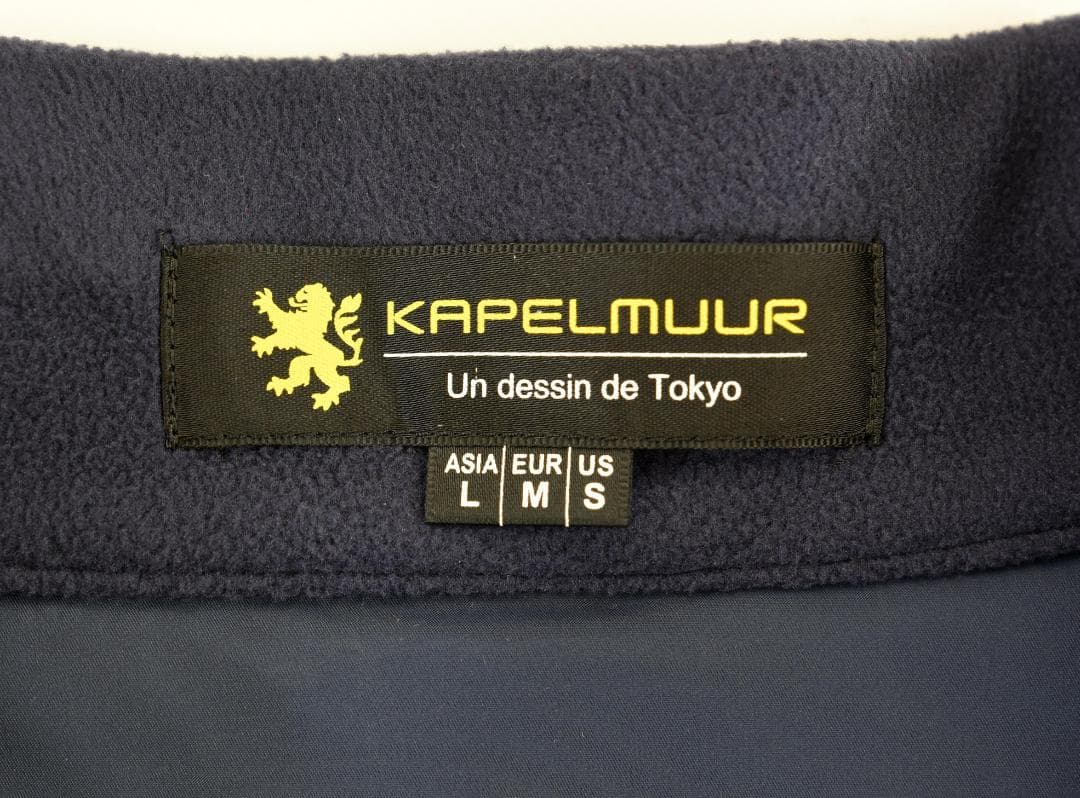 KAPELMUUR
Un dessin de Tokyo
ASIA EUR US
L M S